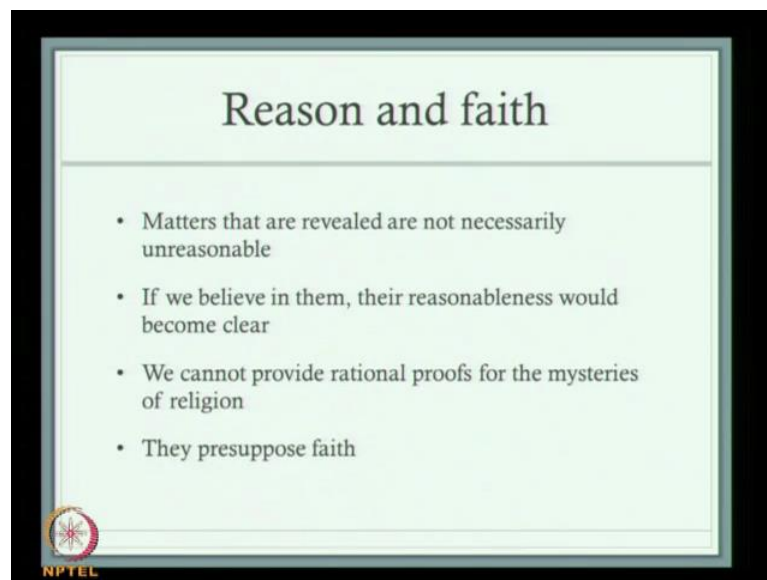 Reason and faith
• Matters that are revealed are not necessarily
unreasonable
• If we believe in them, their reasonableness would
become clear
• We cannot provide rational proofs for the mysteries
of religion
• They presuppose faith
NPTEL